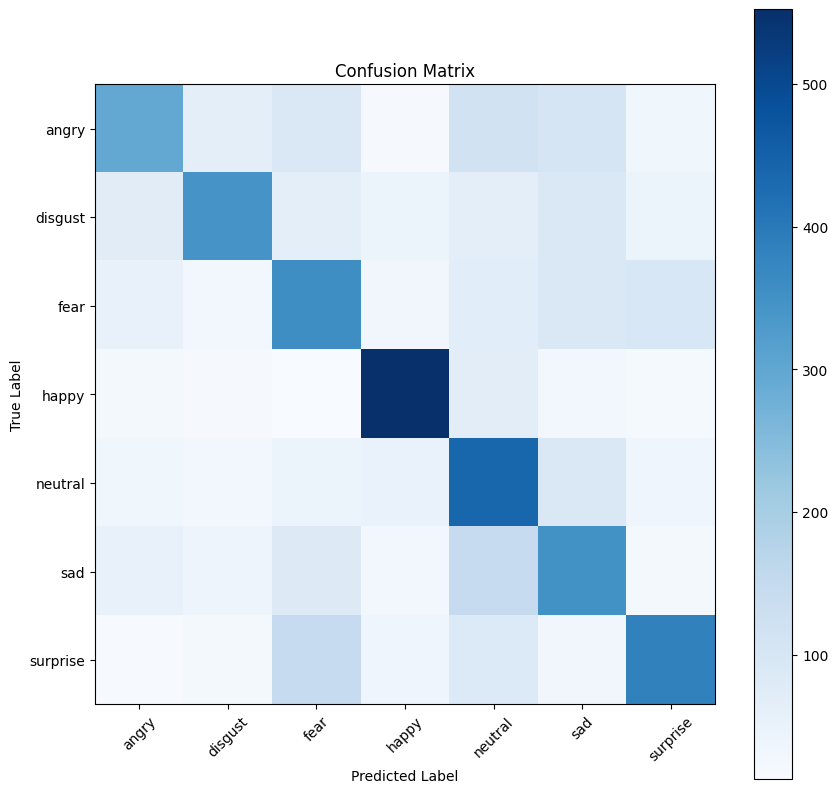 Confusion Matrix
True Label
angry
disgust
fear
happy
neutral
sad
surprise
angry
disgust
fear
happy
neutral
sad
surprise
Predicted Label
500
400
300
200
100